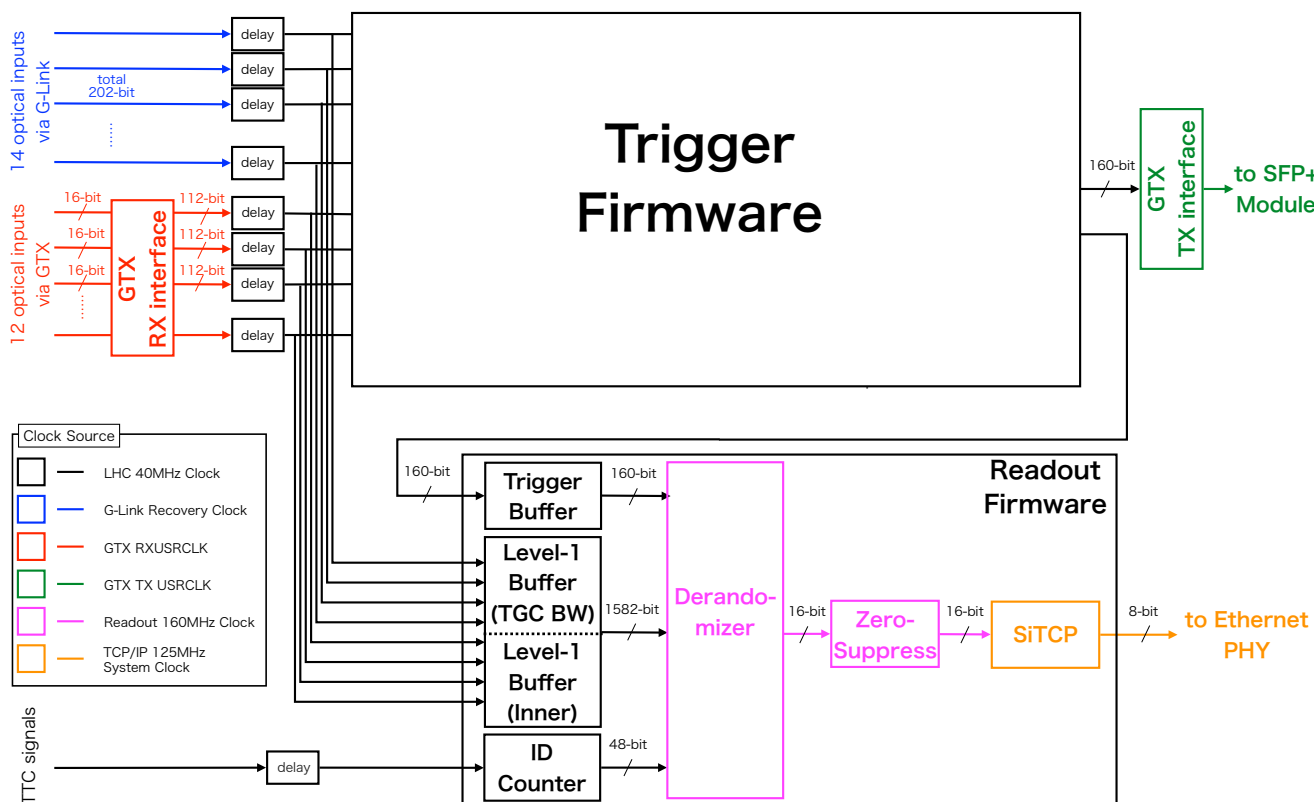 14 optical inputs
via G-Link
total
202-bit
......
delay
delay
delay
delay
12 optical inputs
via GTX
16-bit
16-bit
16-bit
......
GTX
RX interface
112-bit
112-bit
112-bit
delay
delay
delay
delay
Trigger
Firmware
160-bit
GTX
TX interface
to SFP+
Module
Clock Source
LHC 40MHz Clock
G-Link Recovery Clock
GTX RXUSRCLK
GTX TX USRCLK
Readout 160MHz Clock
TCP/IP 125MHz
System Clock
Readout
Firmware
160-bit
Trigger
Buffer
160-bit
Level-1
Buffer
(TGC BW)
Level-1
Buffer
(Inner)
1582-bit
Derando-
mizer
16-bit
Zero-
Suppress
16-bit
SiTCP
8-bit
to Ethernet
PHY
TTC signals
delay
ID
Counter
48-bit